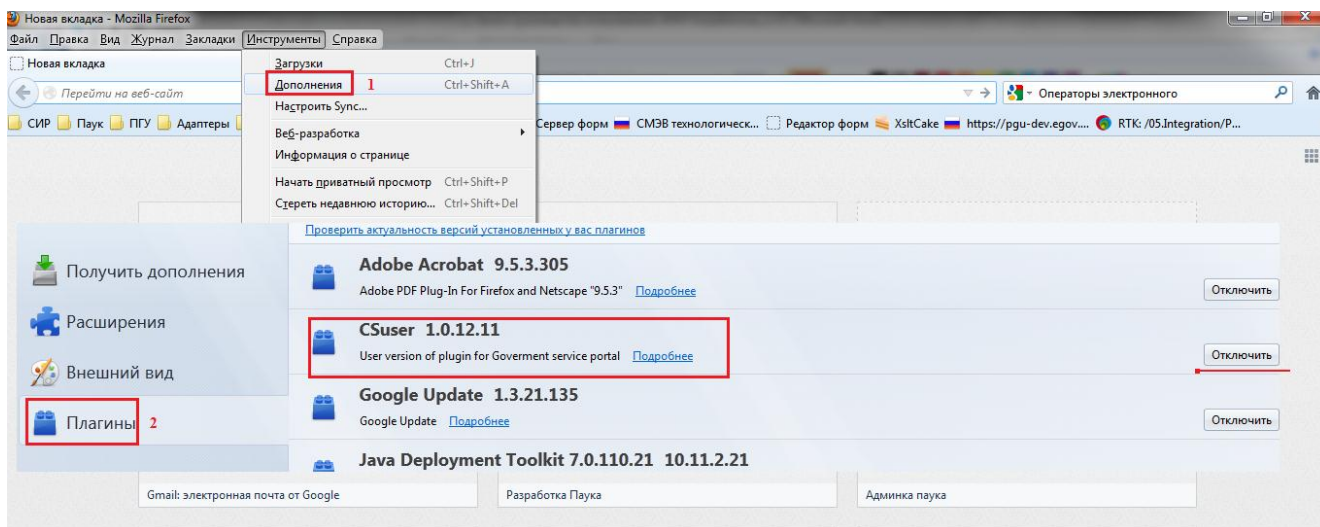 Новая вкладка - Mozilla Firefox
Файл Правка Вид Журнал Закладки Инструменты Справка
Новая вкладка
Загрузки Ctrl+J
Дополнения 1 Ctrl+Shift+A
Перейти на веб-сайт
Операторы электронного
Настроить Sync...
СИР Паук ПГУ Адаптеры
Сервер форм СМЭВ технологическ... Редактор форм XsltCake https://pgu-dev.egov.... RTK: /05.Integration/P...
Веб-разработка
Информация о странице
Начать приватный просмотр Ctrl+Shift+P
Стереть недавнюю историю... Ctrl+Shift+Del
Проверить актуальность версий установленных у вас плагинов
Получить дополнения
Расширения
Внешний вид
Плагины 2
Adobe Acrobat 9.5.3.305
Adobe PDF Plug-In For Firefox and Netscape "9.5.3" Подробнее
Отключить
CSuser 1.0.12.11
User version of plugin for Goverment service portal Подробнее
Отключить
Google Update 1.3.21.135
Google Update Подробнее
Отключить
Java Deployment Toolkit 7.0.110.21 10.11.2.21
Gmail: электронная почта от Google
Разработка Паука
Админка паука